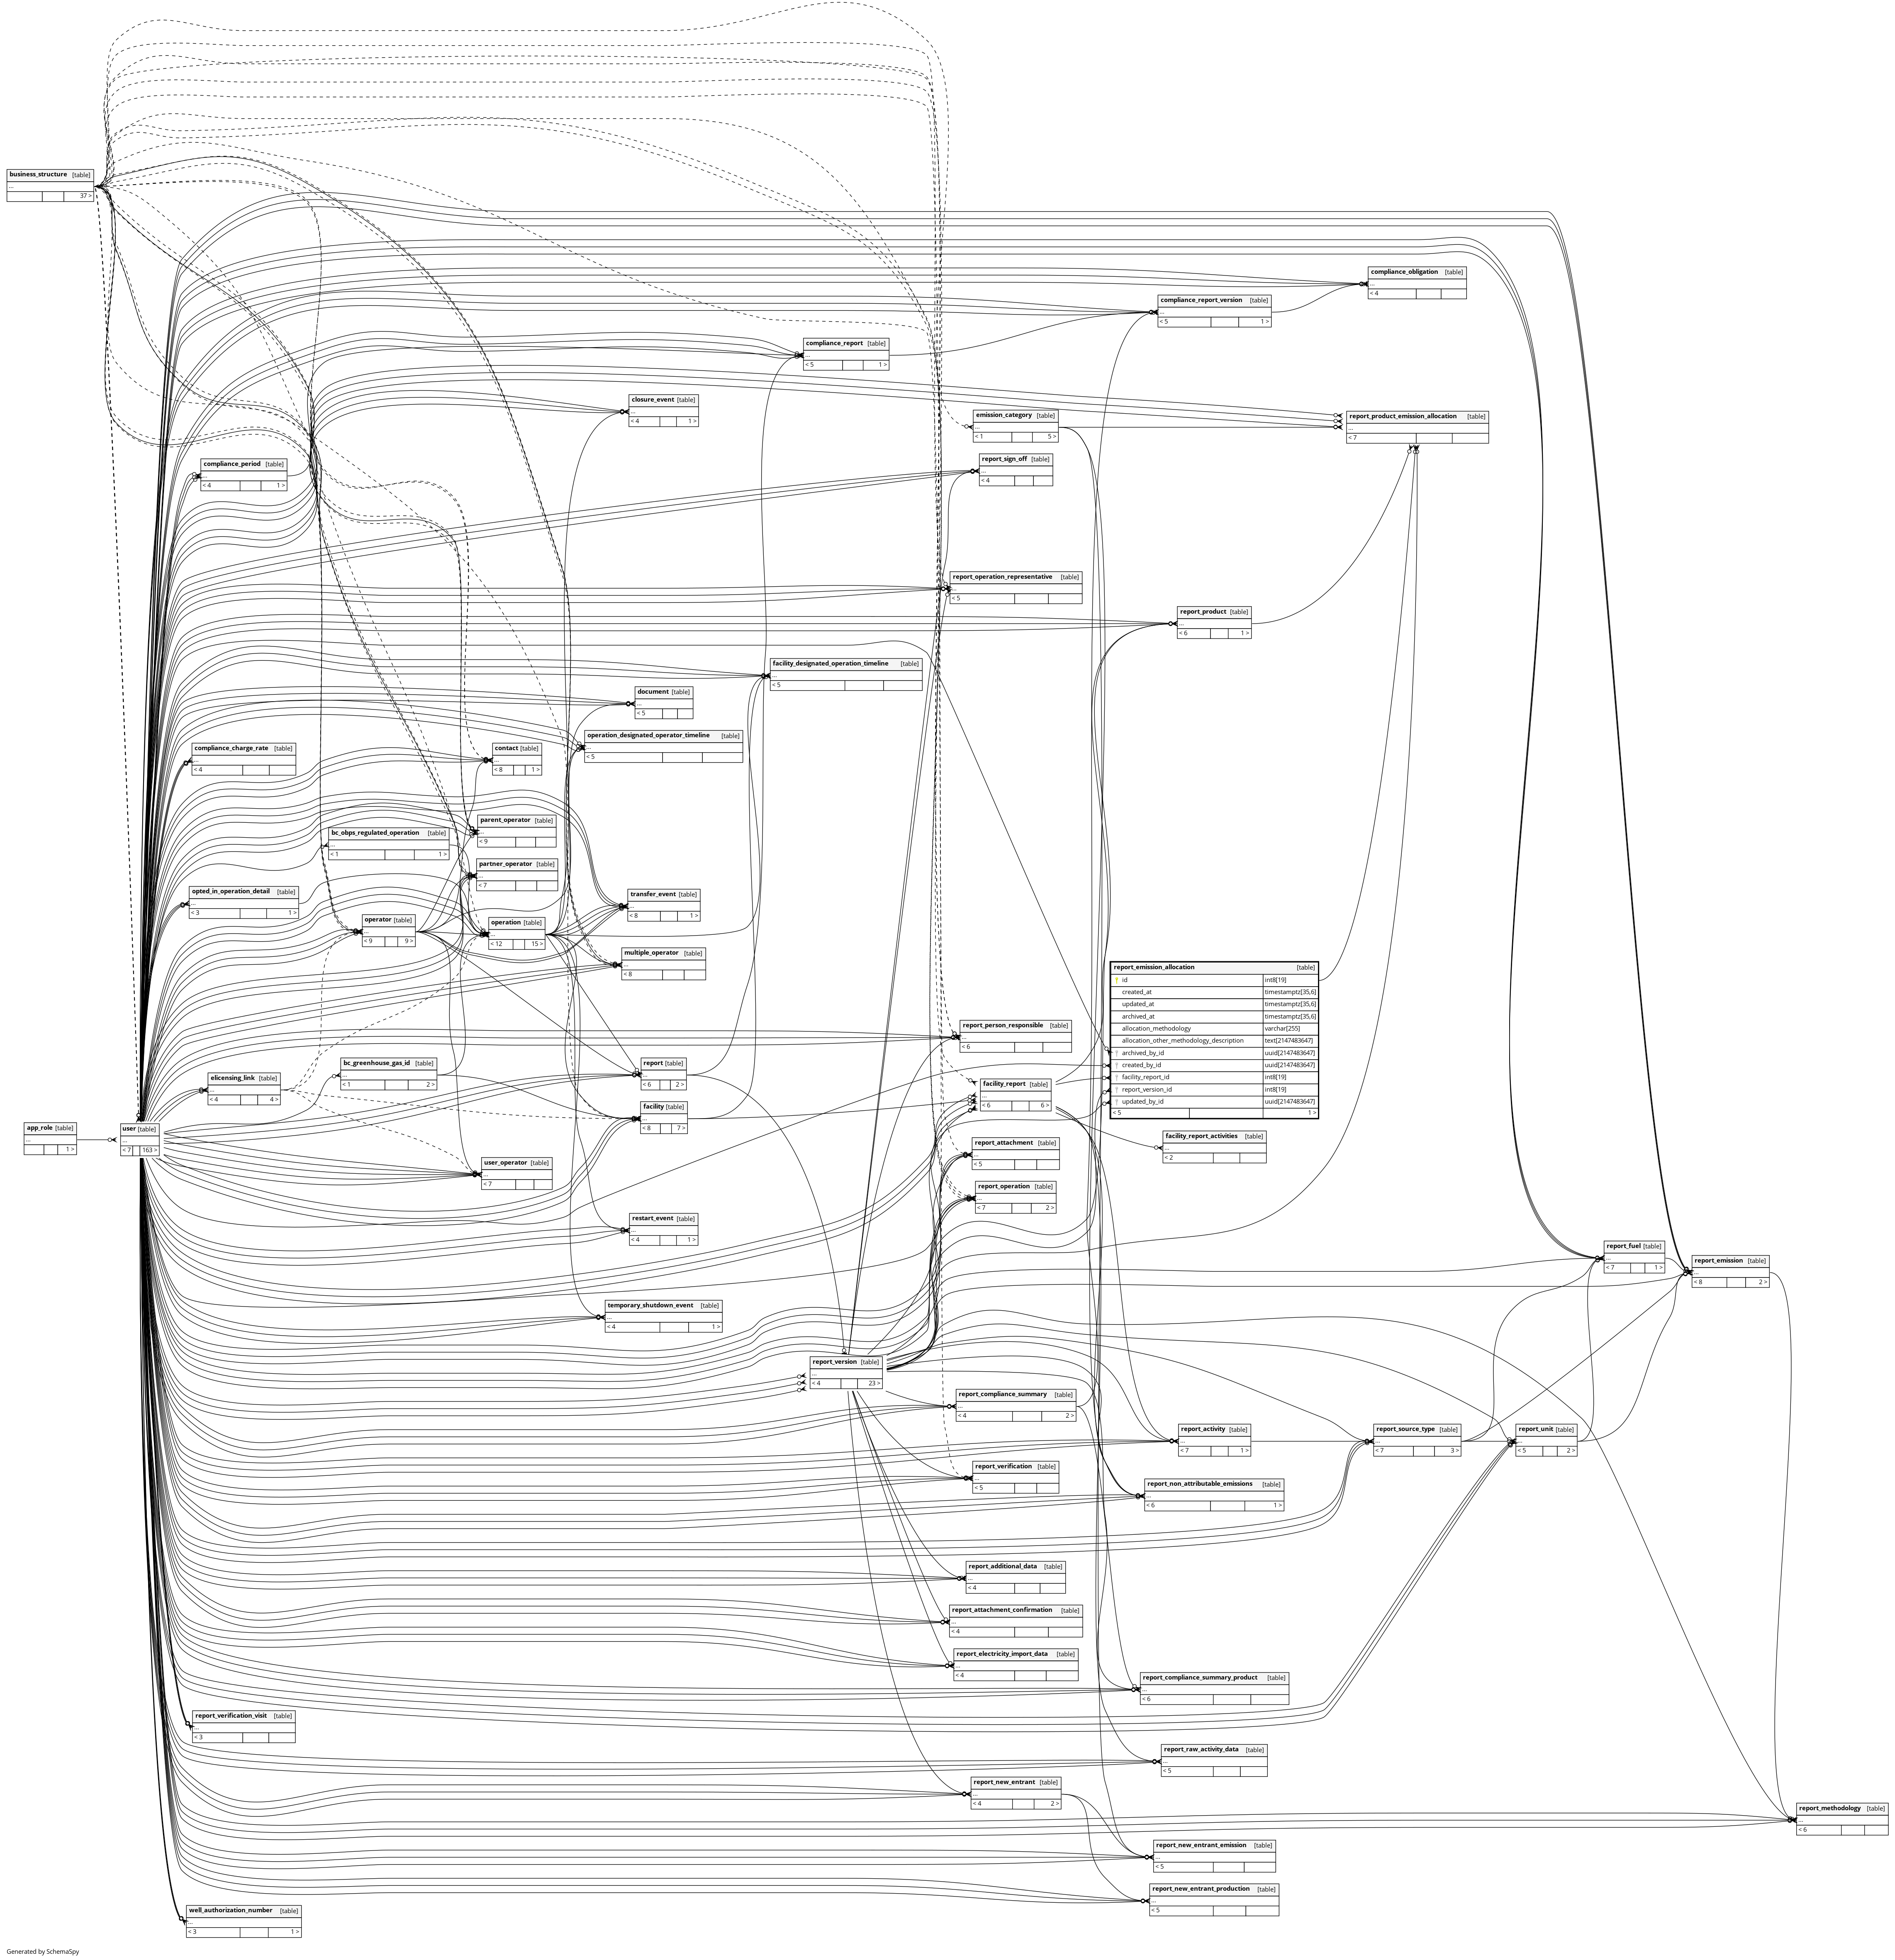 business_structure [table]
...
37 >
compliance_obligation [table]
...
< 4
compliance_report_version [table]
...
< 5 1 >
compliance_report [table]
...
< 5 1 >
closure_event [table]
...
< 4 1 >
emission_category [table]
...
< 1 5 >
report_product_emission_allocation [table]
...
< 7
report_sign_off [table]
...
< 4
compliance_period [table]
...
< 4 1 >
report_operation_representative [table]
...
< 5
report_product [table]
...
< 6 1 >
facility_designated_operation_timeline [table]
...
< 5
document [table]
...
< 5
operation_designated_operator_timeline [table]
...
< 5
compliance_charge_rate [table]
...
< 4
contact [table]
...
< 8 1 >
parent_operator [table]
...
< 9
bc_obps_regulated_operation [table]
...
< 1 1 >
partner_operator [table]
...
< 7
opted_in_operation_detail [table]
...
< 3 1 >
transfer_event [table]
...
< 8 1 >
operator [table]
...
< 9 9 >
operation [table]
...
< 12 15 >
multiple_operator [table]
...
< 8
report_emission_allocation [table]
id int8[19]
created_at timestamptz[35,6]
updated_at timestamptz[35,6]
archived_at timestamptz[35,6]
allocation_methodology varchar[255]
allocation_other_methodology_description text[2147483647]
archived_by_id uuid[2147483647]
created_by_id uuid[2147483647]
facility_report_id int8[19]
report_version_id int8[19]
updated_by_id uuid[2147483647]
< 5 1 >
report_person_responsible [table]
...
< 6
bc_greenhouse_gas_id [table]
...
< 1 2 >
report [table]
...
< 6 2 >
elicensing_link [table]
...
< 4 4 >
facility_report [table]
...
< 6 6 >
facility [table]
...
< 8 7 >
app_role [table]
...
1 >
user [table]
...
< 7 163 >
facility_report_activities [table]
...
< 2
report_attachment [table]
...
< 5
user_operator [table]
...
< 7
report_operation [table]
...
< 7 2 >
restart_event [table]
...
< 4 1 >
report_fuel [table]
...
< 7 1 >
report_emission [table]
...
< 8 2 >
temporary_shutdown_event [table]
...
< 4 1 >
report_version [table]
...
< 4 23 >
report_compliance_summary [table]
...
< 4 2 >
report_activity [table]
...
< 7 1 >
report_source_type [table]
...
< 7 3 >
report_unit [table]
...
< 5 2 >
report_verification [table]
...
< 5
report_non_attributable_emissions [table]
...
< 6 1 >
report_additional_data [table]
...
< 4
report_attachment_confirmation [table]
...
< 4
report_electricity_import_data [table]
...
< 4
report_compliance_summary_product [table]
...
< 6
report_verification_visit [table]
...
< 3
report_raw_activity_data [table]
...
< 5
report_new_entrant [table]
...
< 4 2 >
report_methodology [table]
...
< 6
report_new_entrant_emission [table]
...
< 5
report_new_entrant_production [table]
...
< 5
well_authorization_number [table]
...
< 3 1 >
Generated by SchemaSpy